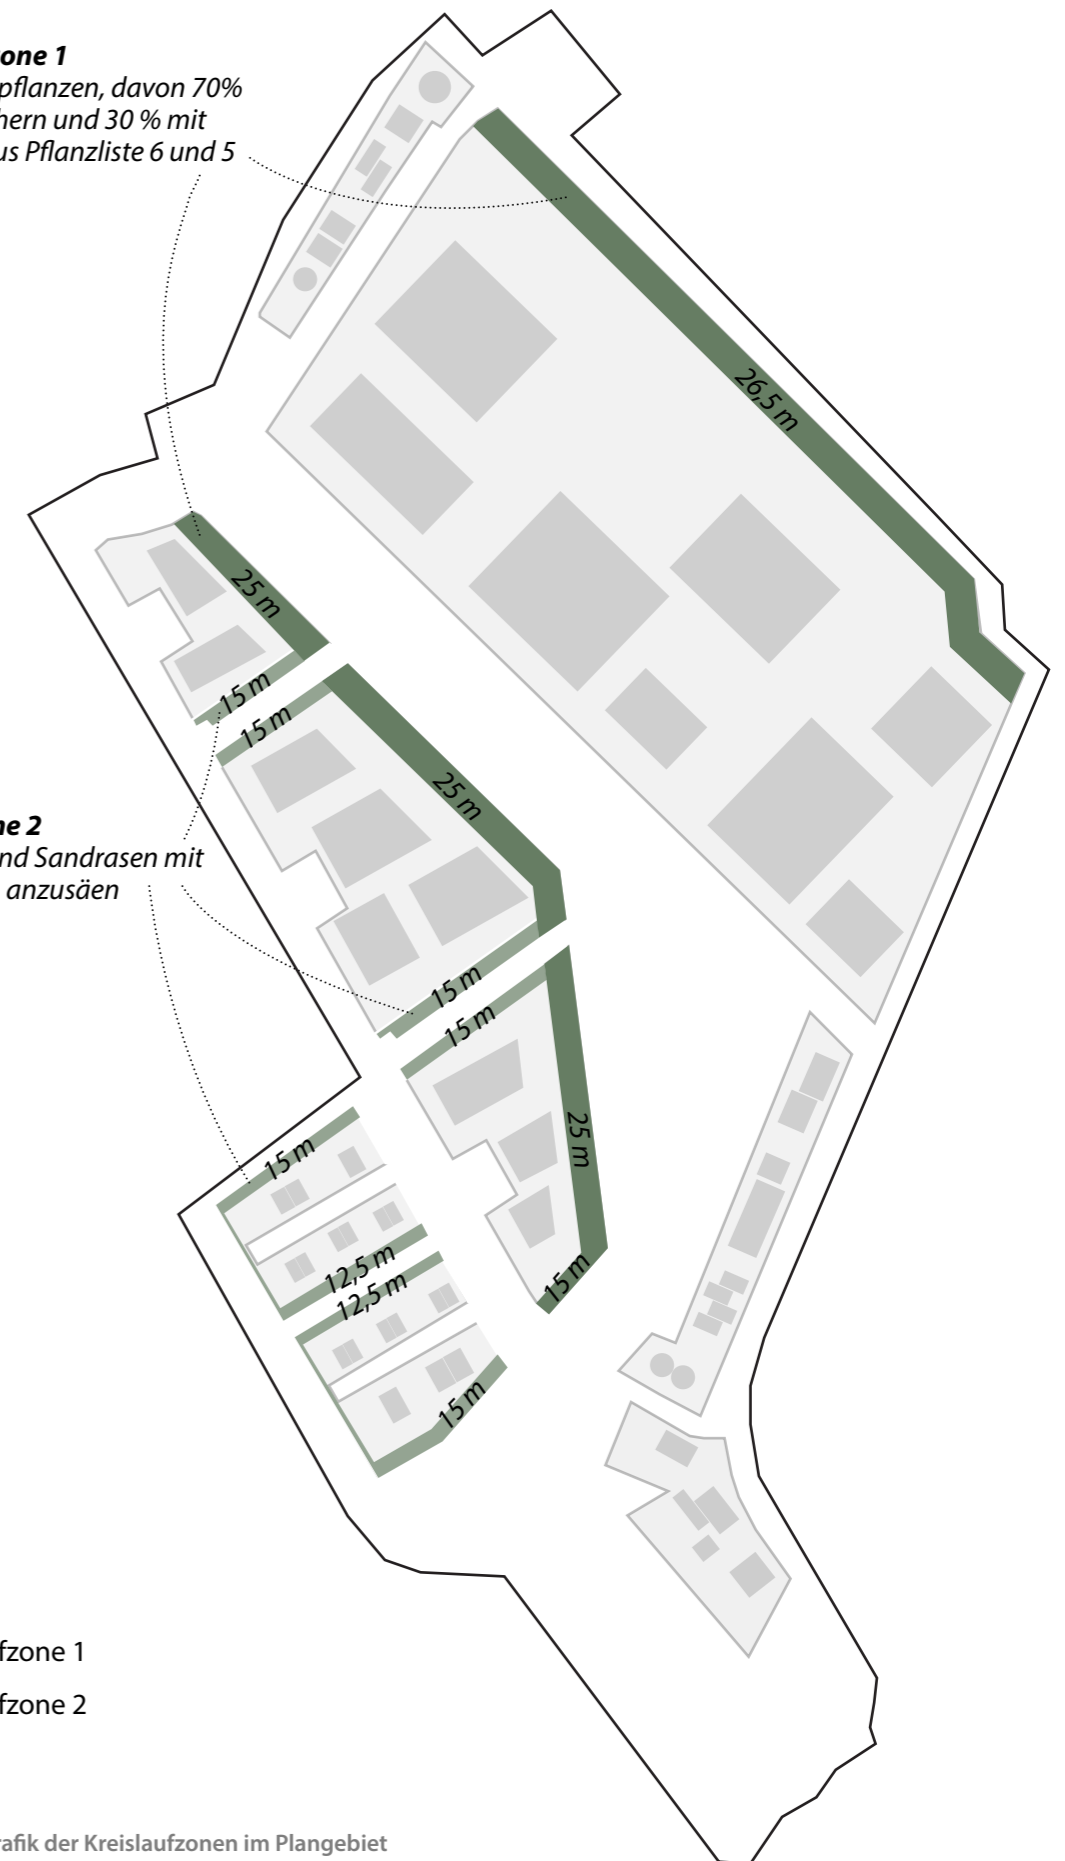 one 1
pflanzen, davon 70%
hern und 30 % mit
us Pflanzliste 6 und 5
26,5 m
25 m
15 m
15 m
25 m
ne 2
nd Sandrasen mit
anzusäen
15 m
15 m
25 m
15 m
12,5 m
12,5 m
15 m
15 m
fzone 1
fzone 2
rafik der Kreislaufzonen im Plangebiet